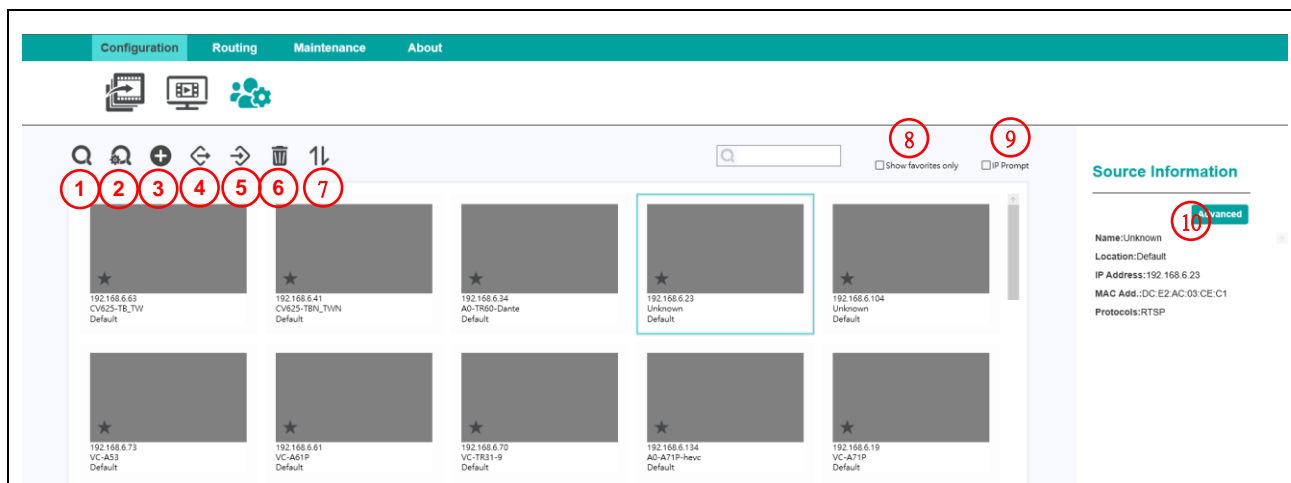 Configuration Routing Maintenance About
8 9
Show favorites only IP Prompt
1 2 3 4 5 6 7
Source Information
10 Advanced
Name:Unknown
Location:Default
IP Address:192.168.6.23
MAC Add.:DC:E2:AC:03:CE:C1
Protocols:RTSP
192.168.6.63
CV625-TB_TW
Default
192.168.6.41
CV625-TBN_TWN
Default
192.168.6.34
A0-TR60-Dante
Default
192.168.6.23
Unknown
Default
192.168.6.104
Unknown
Default
192.168.6.73
VC-A53
Default
192.168.6.61
VC-A61P
Default
192.168.6.70
VC-TR31-9
Default
192.168.6.134
A0-A71P-hevc
Default
192.168.6.19
VC-A71P
Default